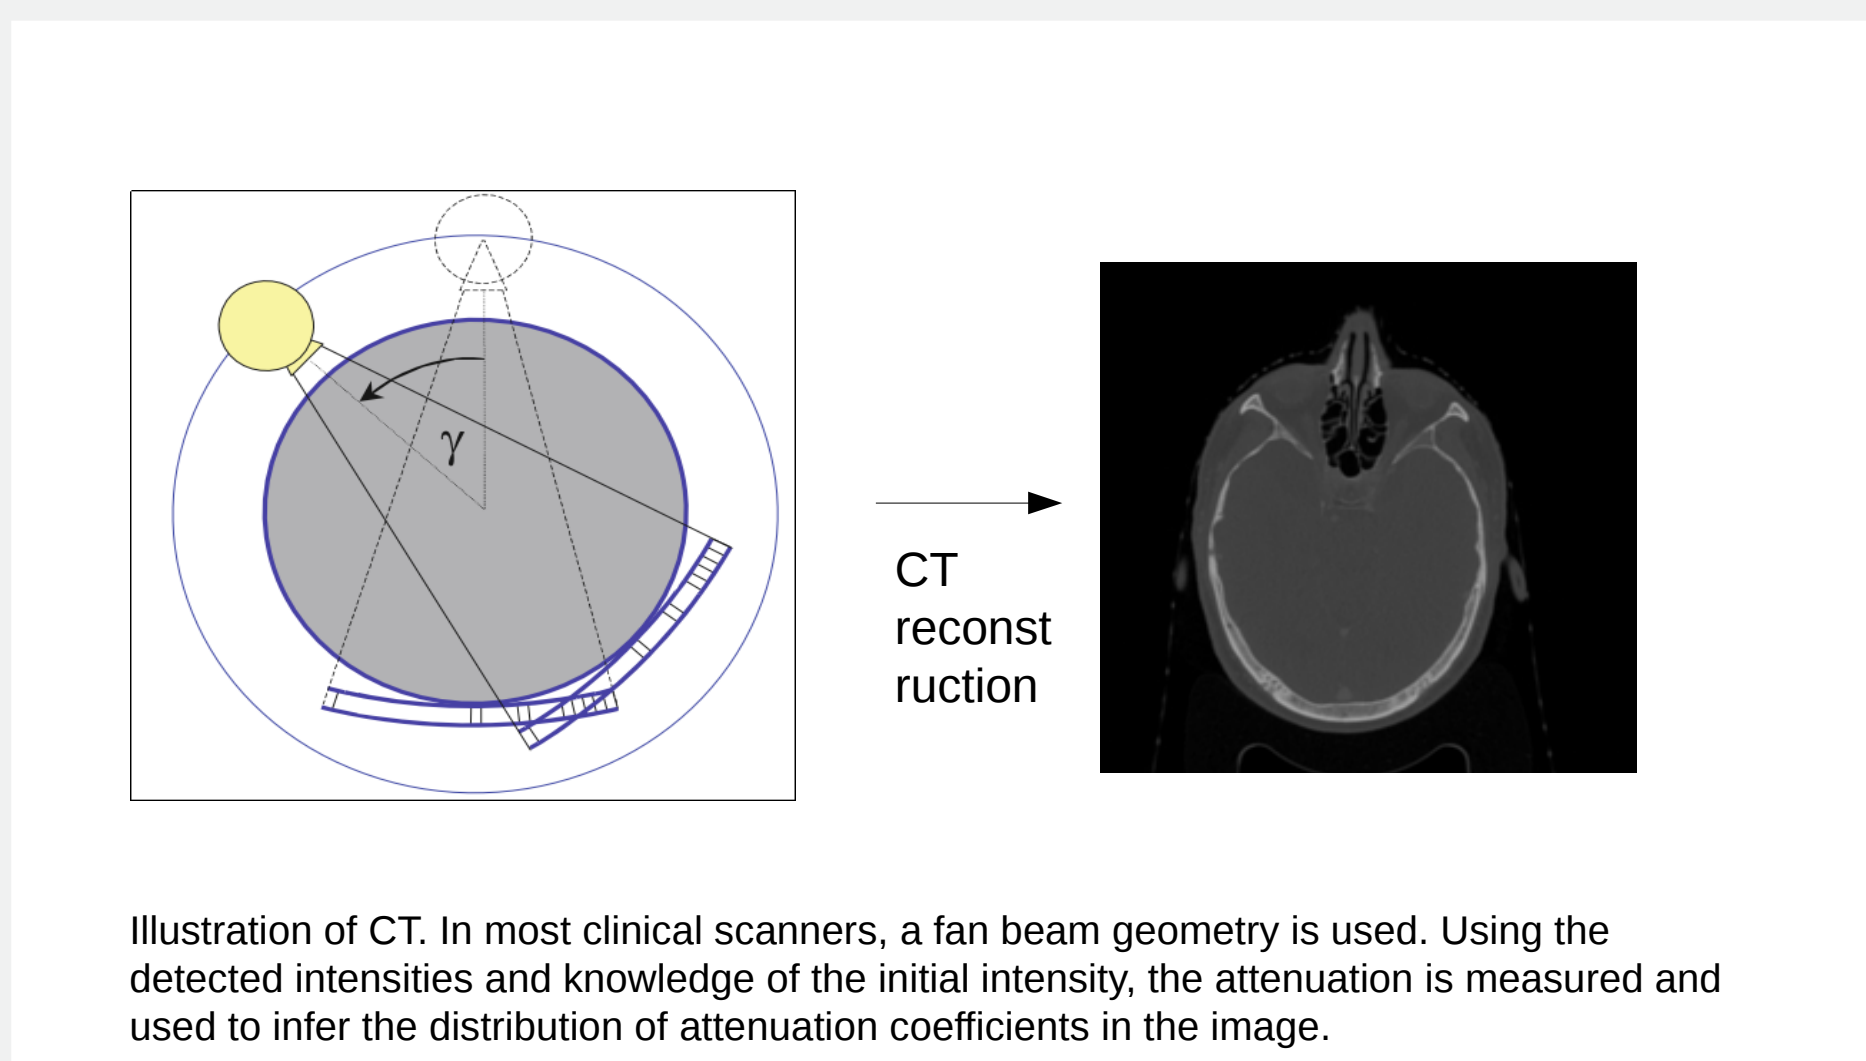 γ
CT
reconst
ruction
Illustration of CT. In most clinical scanners, a fan beam geometry is used. Using the
detected intensities and knowledge of the initial intensity, the attenuation is measured and
used to infer the distribution of attenuation coefficients in the image.